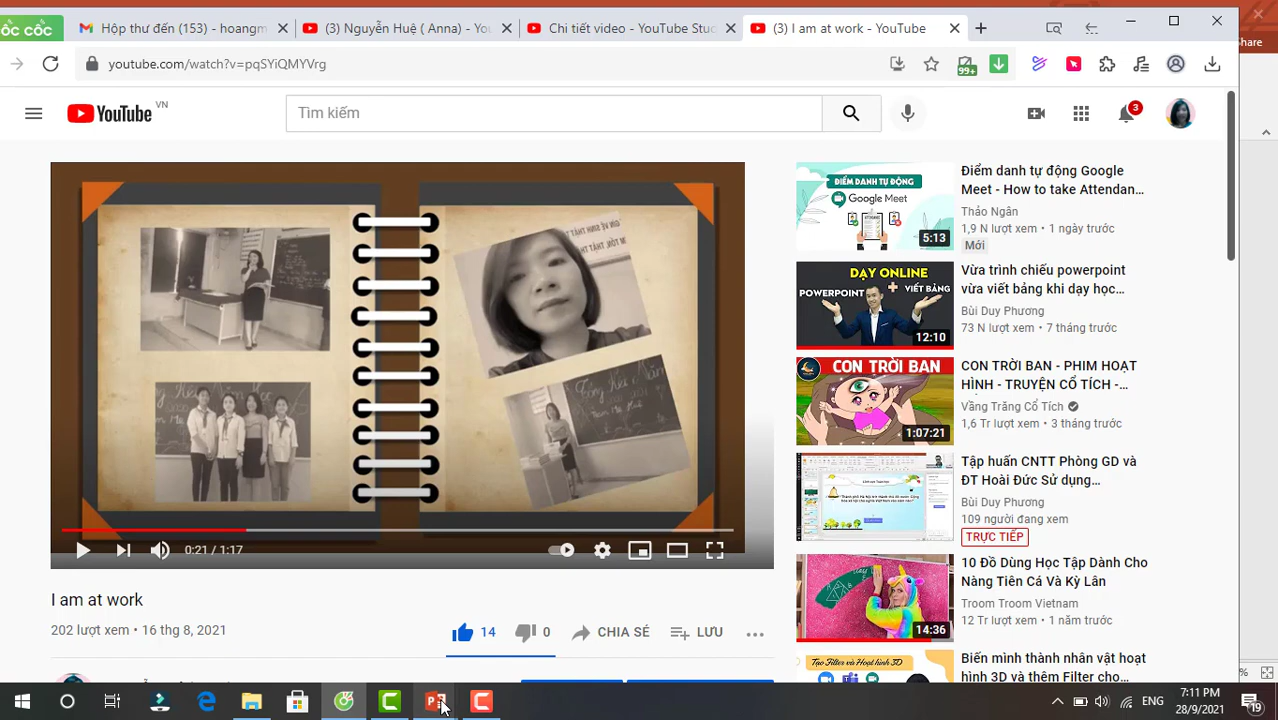 ốc cốc
Hộp thư đến (153) - hoangm
(3) Nguyễn Huệ ( Anna) - You
Chi tiết video - YouTube Stud
(3) I am at work - YouTube
Share
youtube.com/watch?v=pqSYiQMYVrg
99+
YouTube VN
Tìm kiếm
3
0:21 / 1:17
I am at work
202 lượt xem • 16 thg 8, 2021
14
0
CHIA SẺ
LƯU
ĐIỂM DANH TỰ ĐỘNG
Google Meet
5:13
Điểm danh tự động Google
Meet - How to take Attendan...
Thảo Ngân
1,9 N lượt xem • 1 ngày trước
Mới
DẠY ONLINE
POWERPOINT + VIẾT BẢNG
12:10
Vừa trình chiếu powerpoint
vừa viết bảng khi dạy học...
Bùi Duy Phương
73 N lượt xem • 7 tháng trước
CON TRỜI BAN
1:07:21
CON TRỜI BAN - PHIM HOẠT
HÌNH - TRUYỆN CỔ TÍCH -...
Vầng Trăng Cổ Tích
1,6 Tr lượt xem • 3 tháng trước
Tập huấn CNTT Phòng GD và
ĐT Hoài Đức Sử dụng...
Bùi Duy Phương
109 người đang xem
TRỰC TIẾP
14:36
10 Đồ Dùng Học Tập Dành Cho
Nàng Tiên Cá Và Kỳ Lân
Troom Troom Vietnam
12 Tr lượt xem • 1 năm trước
Tạo Filter và Hoạt hình 3D
Biến mình thành nhân vật hoạt
hình 3D và thêm Filter cho...
%
ENG
7:11 PM
28/9/2021
19